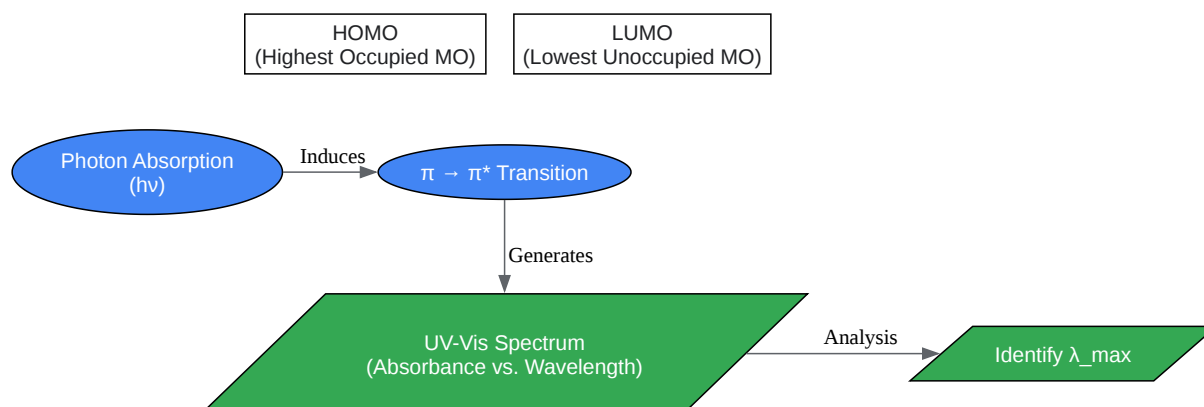 HOMO
(Highest Occupied MO)
LUMO
(Lowest Unoccupied MO)
Photon Absorption
(hν)
Induces
π → π* Transition
Generates
UV-Vis Spectrum
(Absorbance vs. Wavelength)
Analysis
Identify λ_max